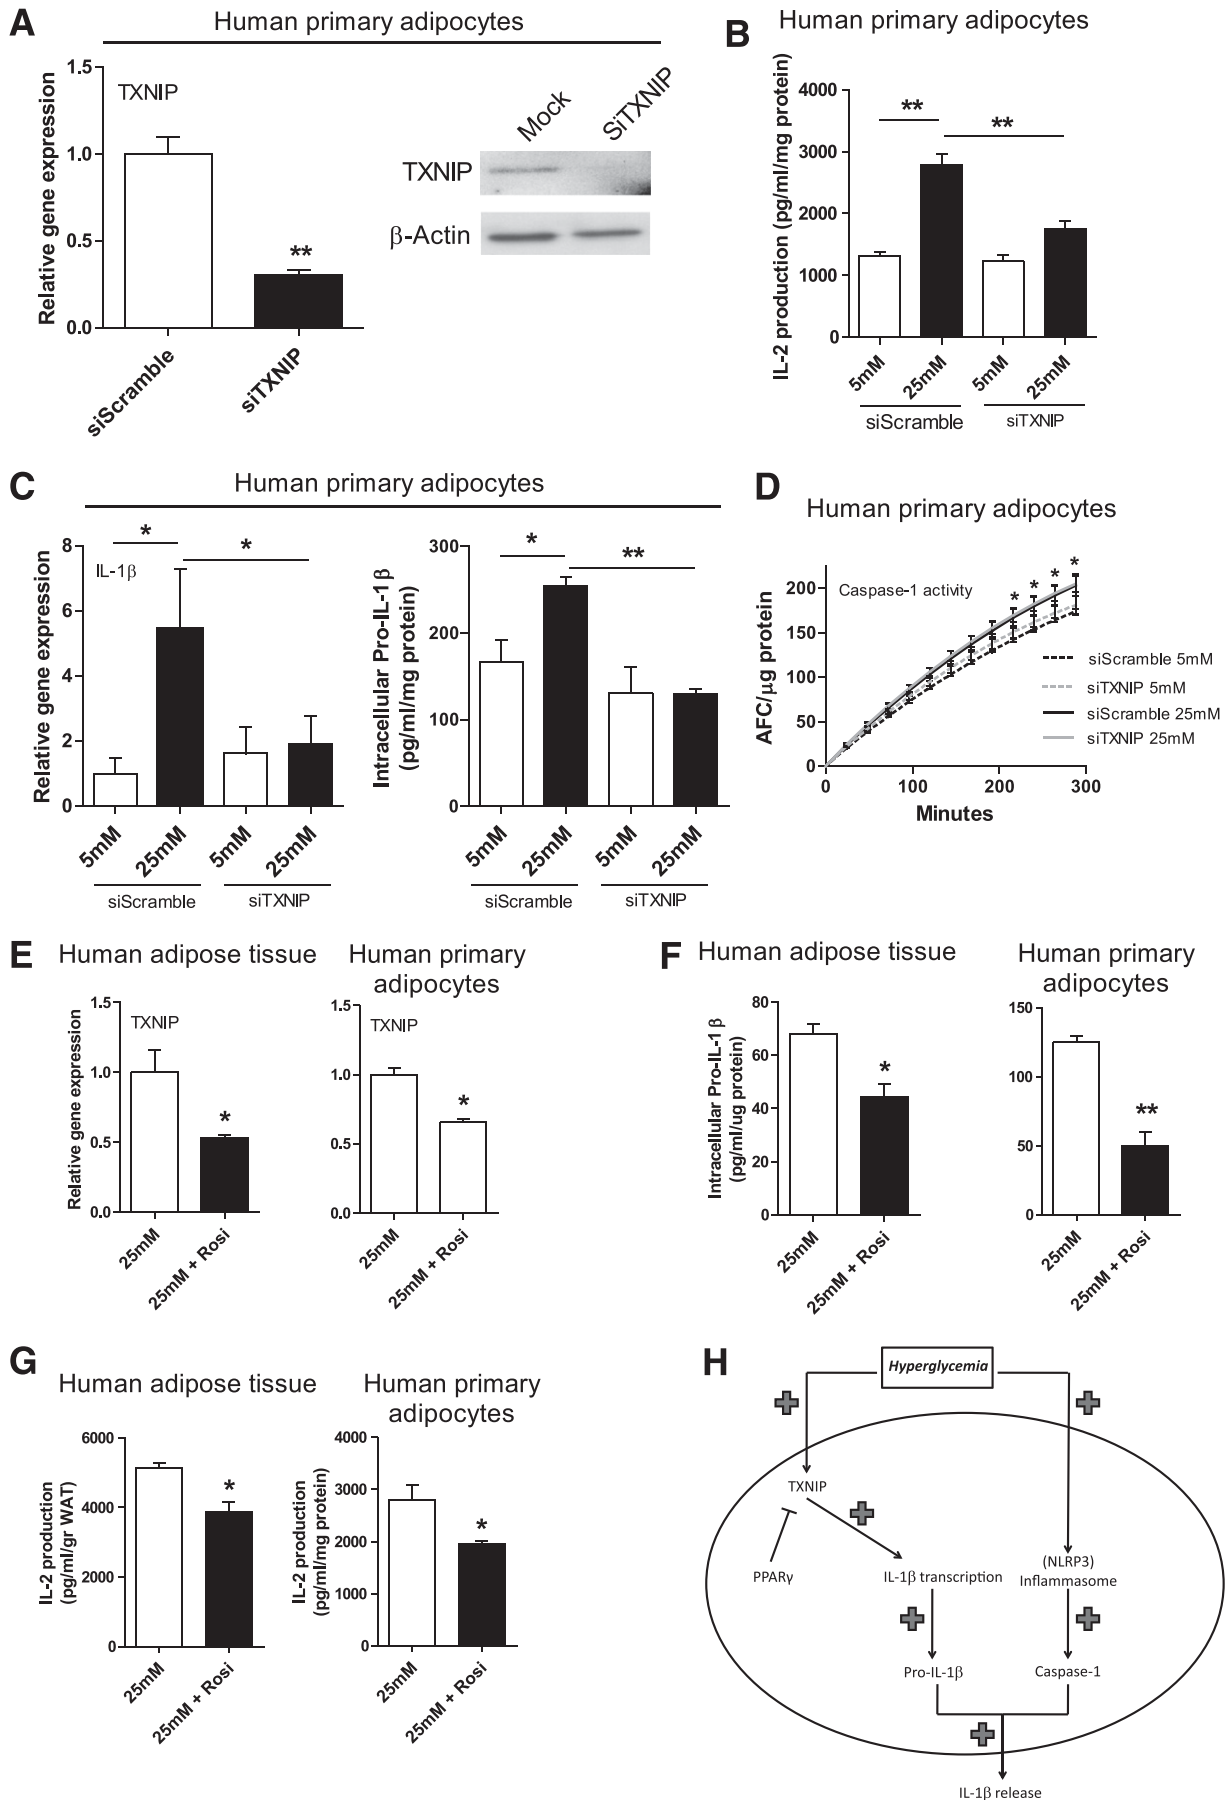 A
Human primary adipocytes
Relative gene expression
1.5
1.0
0.5
0.0
TXNIP
**
siScramble
siTXNIP
Mock
SiTXNIP
TXNIP
β-Actin
B
Human primary adipocytes
IL-2 production (pg/ml/mg protein)
4000
3000
2000
1000
0
**
**
5mM
25mM
5mM
25mM
siScramble
siTXNIP
C
Human primary adipocytes
Relative gene expression
8
6
4
2
0
IL-1β
*
*
5mM
25mM
5mM
25mM
siScramble
siTXNIP
Intracellular Pro-IL-1β
(pg/ml/mg protein)
300
200
100
0
*
**
5mM
25mM
5mM
25mM
siScramble
siTXNIP
D
Human primary adipocytes
AFC/μg protein
200
150
100
50
0
Caspase-1 activity
* * * *
0
100
200
300
Minutes
siScramble 5mM
siTXNIP 5mM
siScramble 25mM
siTXNIP 25mM
E
Human adipose tissue
Relative gene expression
1.5
1.0
0.5
0.0
TXNIP
*
25mM
25mM + Rosi
Human primary
adipocytes
1.5
1.0
0.5
0.0
TXNIP
*
25mM
25mM + Rosi
F
Human adipose tissue
Intracellular Pro-IL-1β
(pg/ml/ug protein)
80
60
40
20
0
*
25mM
25mM + Rosi
Human primary
adipocytes
150
100
50
0
**
25mM
25mM + Rosi
G
Human adipose tissue
IL-2 production
(pg/ml/gr WAT)
6000
4000
2000
0
*
25mM
25mM + Rosi
Human primary
adipocytes
IL-2 production
(pg/ml/mg protein)
4000
3000
2000
1000
0
*
25mM
25mM + Rosi
H
Hyperglycemia
TXNIP
PPARγ
IL-1β transcription
(NLRP3)
Inflammasome
Pro-IL-1β
Caspase-1
IL-1β release